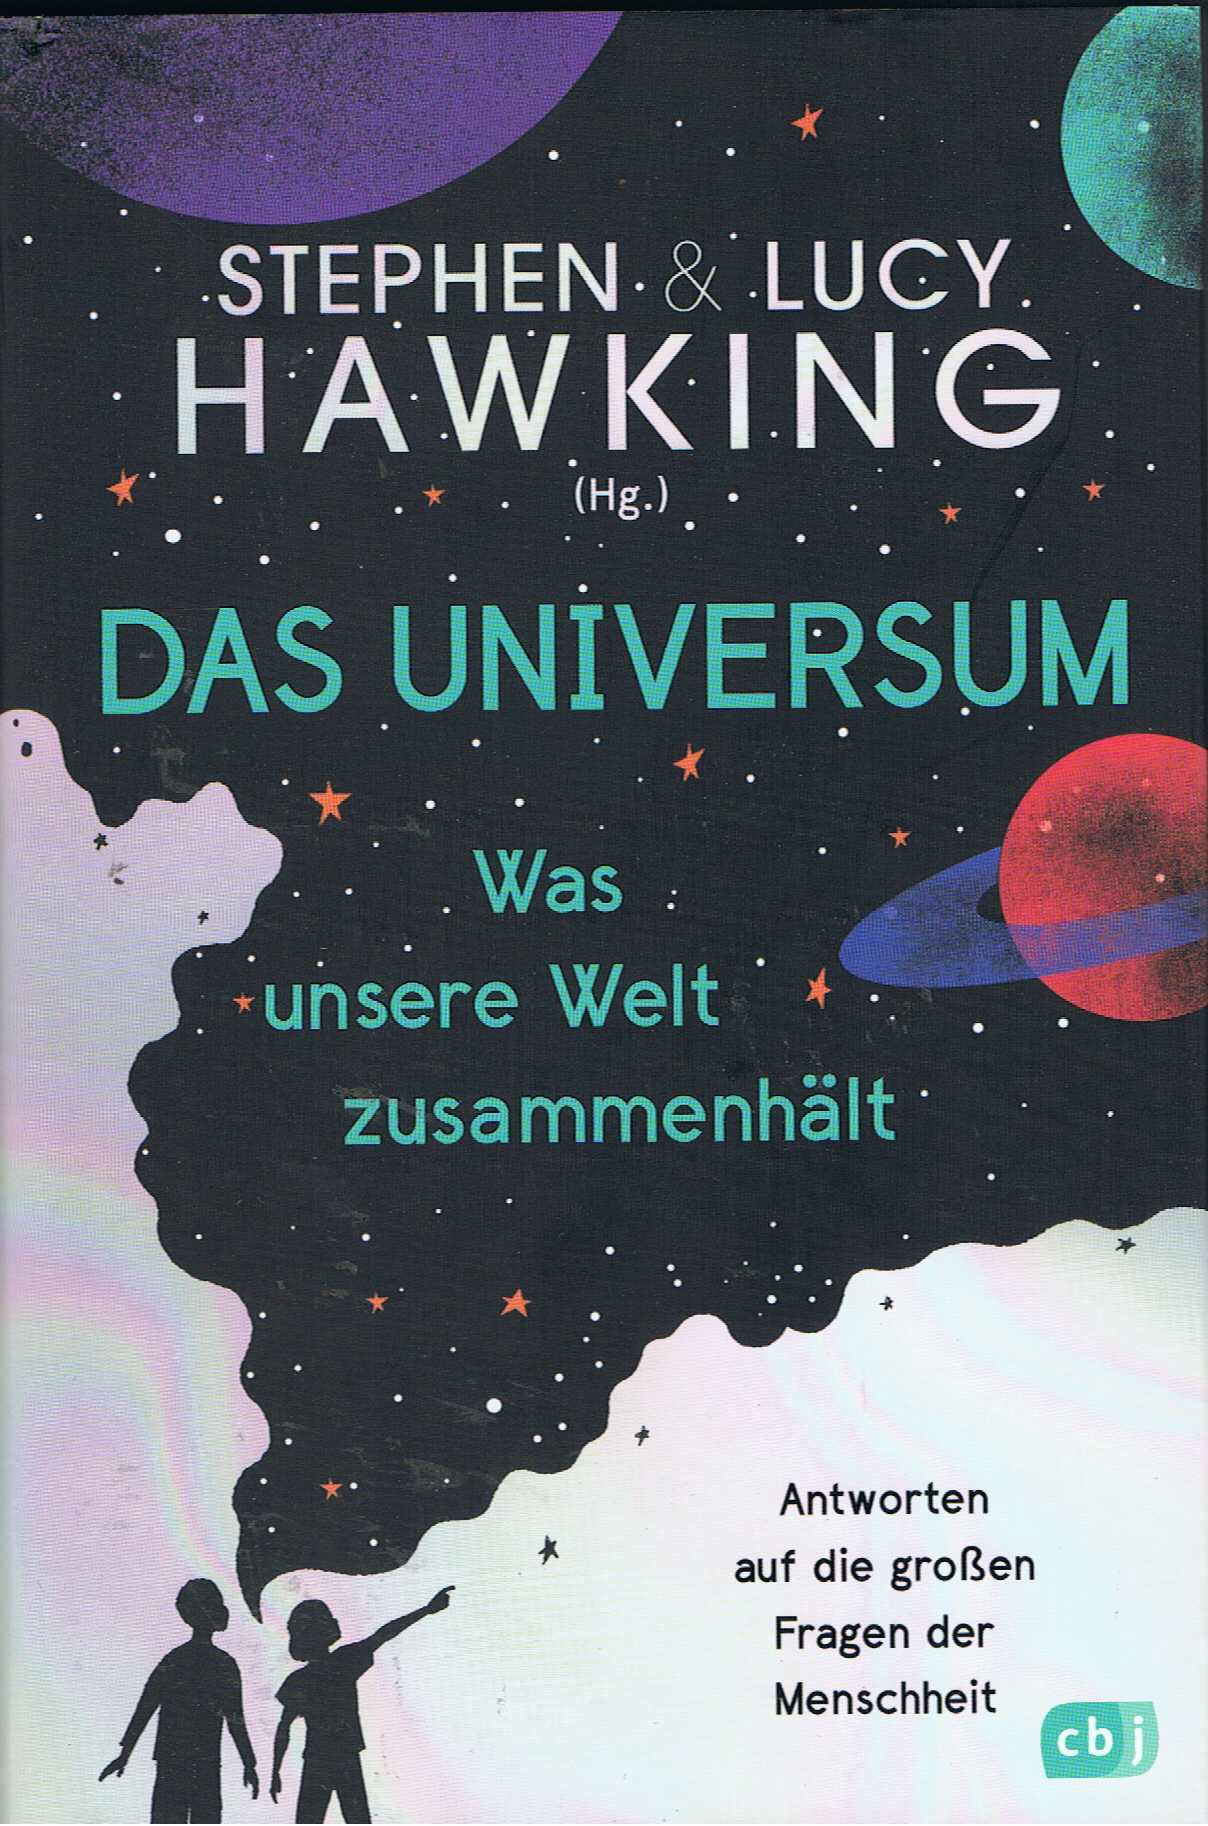 STEPHEN & LUCY
HAWKING
(Hg.)
DAS UNIVERSUM
Was
unsere Welt
zusammenhält
Antworten
auf die großen
Fragen der
Menschheit
cbj